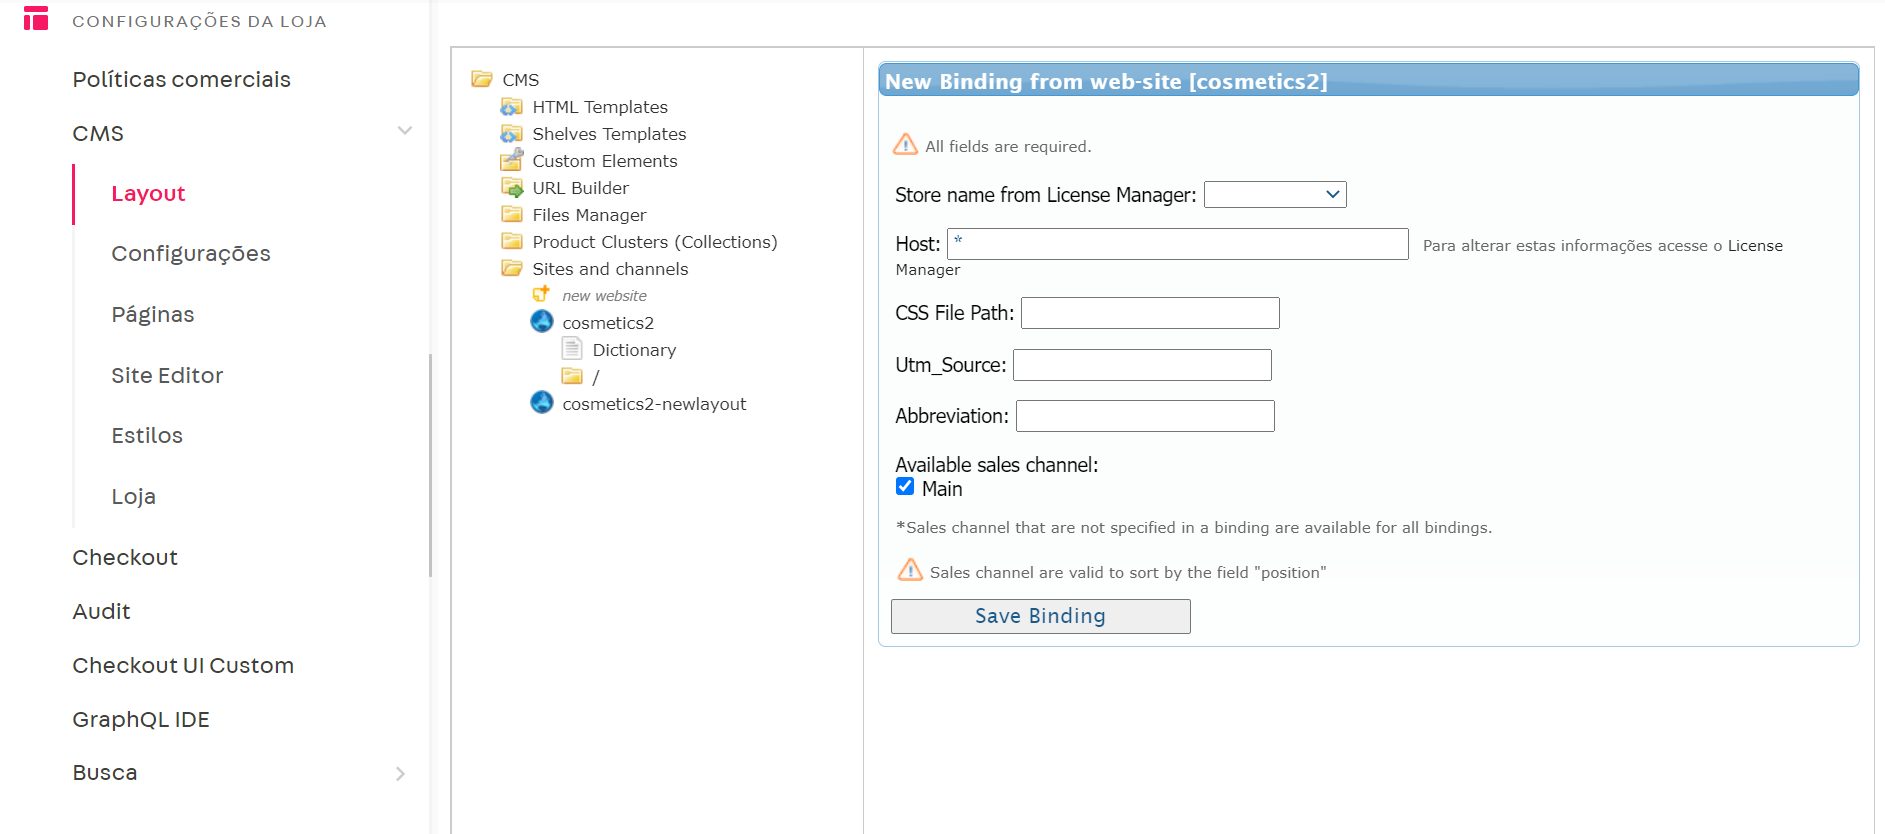 CONFIGURAÇÕES DA LOJA
Políticas comerciais
CMS
Layout
Configurações
Páginas
Site Editor
Estilos
Loja
Checkout
Audit
Checkout UI Custom
GraphQL IDE
Busca
CMS
HTML Templates
Shelves Templates
Custom Elements
URL Builder
Files Manager
Product Clusters (Collections)
Sites and channels
new website
cosmetics2
Dictionary
/
cosmetics2-newlayout
New Binding from web-site [cosmetics2]
All fields are required.
Store name from License Manager:
Host: * Para alterar estas informações acesse o License
Manager
CSS File Path:
Utm_Source:
Abbreviation:
Available sales channel:
Main
*Sales channel that are not specified in a binding are available for all bindings.
Sales channel are valid to sort by the field "position"
Save Binding